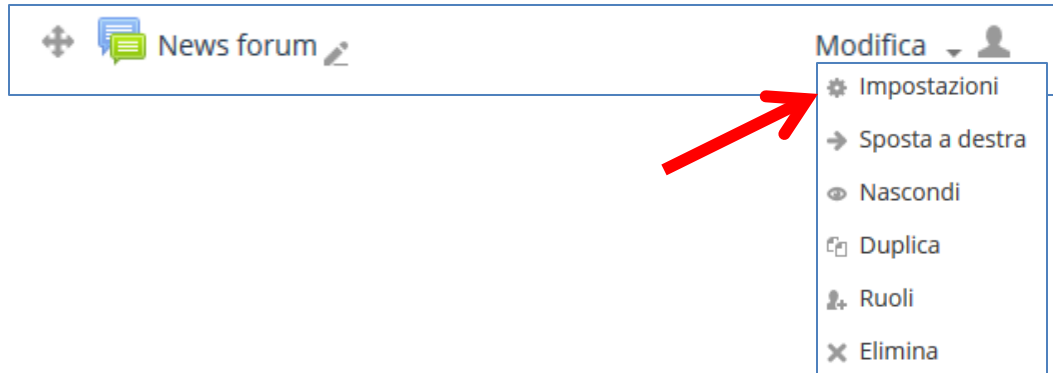 News forum
Modifica
Impostazioni
Sposta a destra
Nascondi
Duplica
Ruoli
Elimina